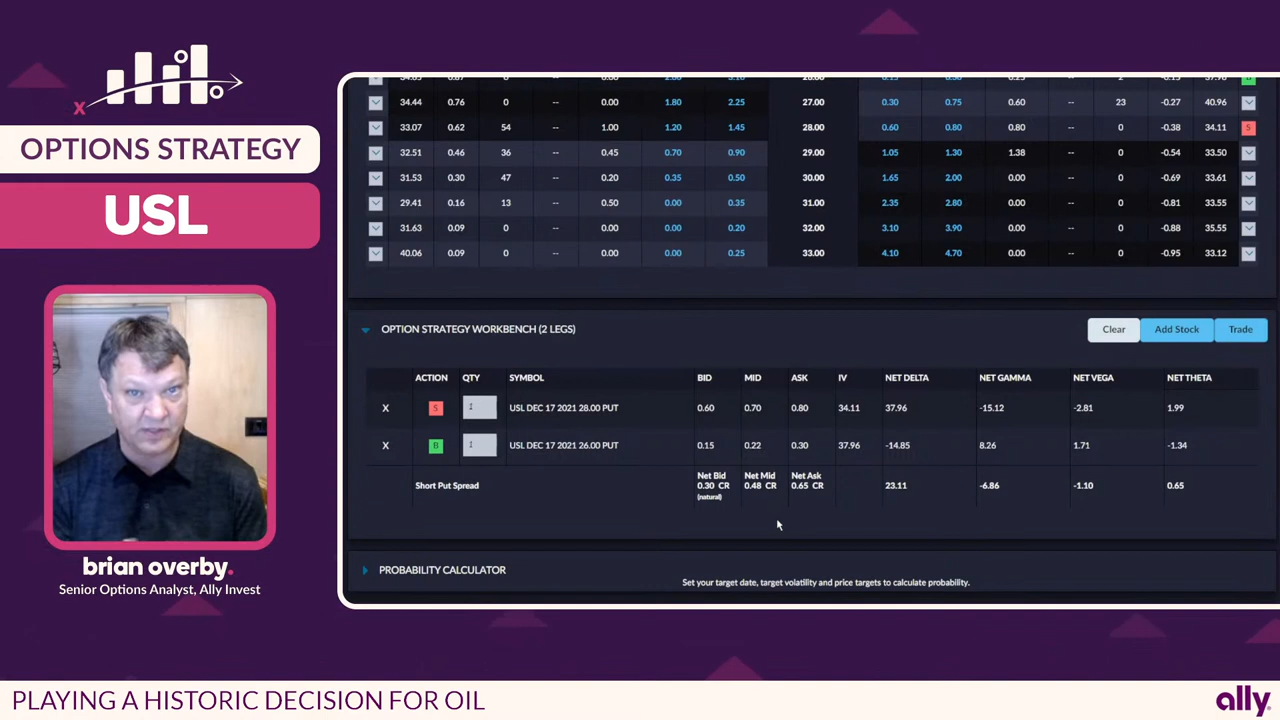 OPTIONS STRATEGY
USL
brian overby.
Senior Options Analyst, Ally Invest
34.44 0.76 0 -- 0.00 1.80 2.25 27.00 0.30 0.75 0.60 -- 23 -0.27 40.96
33.07 0.62 54 -- 1.00 1.20 1.45 28.00 0.60 0.80 0.80 -- 0 -0.38 34.11 S
32.51 0.46 36 -- 0.45 0.70 0.90 29.00 1.05 1.30 1.38 -- 0 -0.54 33.50
31.53 0.30 47 -- 0.20 0.35 0.50 30.00 1.65 2.00 0.00 -- 0 -0.69 33.61
29.41 0.16 13 -- 0.50 0.00 0.35 31.00 2.35 2.80 0.00 -- 0 -0.81 33.55
31.63 0.09 0 -- 0.00 0.00 0.20 32.00 3.10 3.90 0.00 -- 0 -0.88 35.55
40.06 0.09 0 -- 0.00 0.00 0.25 33.00 4.10 4.70 0.00 -- 0 -0.95 33.12
OPTION STRATEGY WORKBENCH (2 LEGS) Clear Add Stock Trade
ACTION QTY SYMBOL BID MID ASK IV NET DELTA NET GAMMA NET VEGA NET THETA
X S 1 USL DEC 17 2021 28.00 PUT 0.60 0.70 0.80 34.11 37.96 -15.12 -2.81 1.99
X B 1 USL DEC 17 2021 26.00 PUT 0.15 0.22 0.30 37.96 -14.85 8.26 1.71 -1.34
Net Bid Net Mid Net Ask
Short Put Spread 0.30 CR 0.48 CR 0.65 CR 23.11 -6.86 -1.10 0.65
(natural)
PROBABILITY CALCULATOR
Set your target date, target volatility and price targets to calculate probability.
PLAYING A HISTORIC DECISION FOR OIL
ally